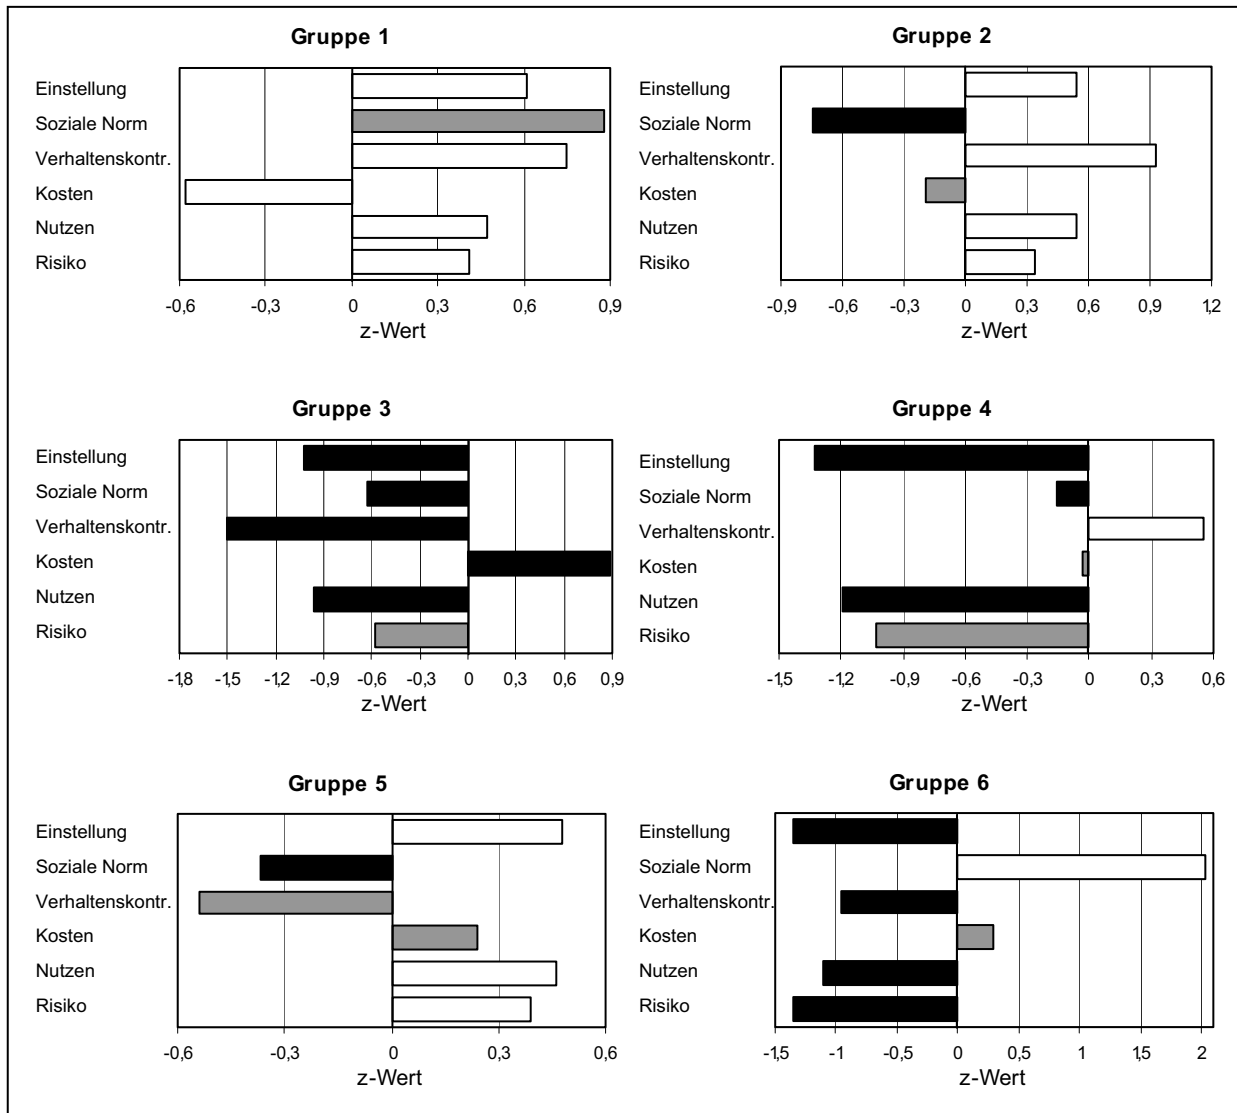 Gruppe 1
Einstellung
Soziale Norm
Verhaltenskontr.
Kosten
Nutzen
Risiko
-0,6 -0,3 0 0,3 0,6 0,9
z-Wert
Gruppe 2
Einstellung
Soziale Norm
Verhaltenskontr.
Kosten
Nutzen
Risiko
-0,9 -0,6 -0,3 0 0,3 0,6 0,9 1,2
z-Wert
Gruppe 3
Einstellung
Soziale Norm
Verhaltenskontr.
Kosten
Nutzen
Risiko
-1,8 -1,5 -1,2 -0,9 -0,6 -0,3 0 0,3 0,6 0,9
z-Wert
Gruppe 4
Einstellung
Soziale Norm
Verhaltenskontr.
Kosten
Nutzen
Risiko
-1,5 -1,2 -0,9 -0,6 -0,3 0 0,3 0,6
z-Wert
Gruppe 5
Einstellung
Soziale Norm
Verhaltenskontr.
Kosten
Nutzen
Risiko
-0,6 -0,3 0 0,3 0,6
z-Wert
Gruppe 6
Einstellung
Soziale Norm
Verhaltenskontr.
Kosten
Nutzen
Risiko
-1,5 -1 -0,5 0 0,5 1 1,5 2
z-Wert